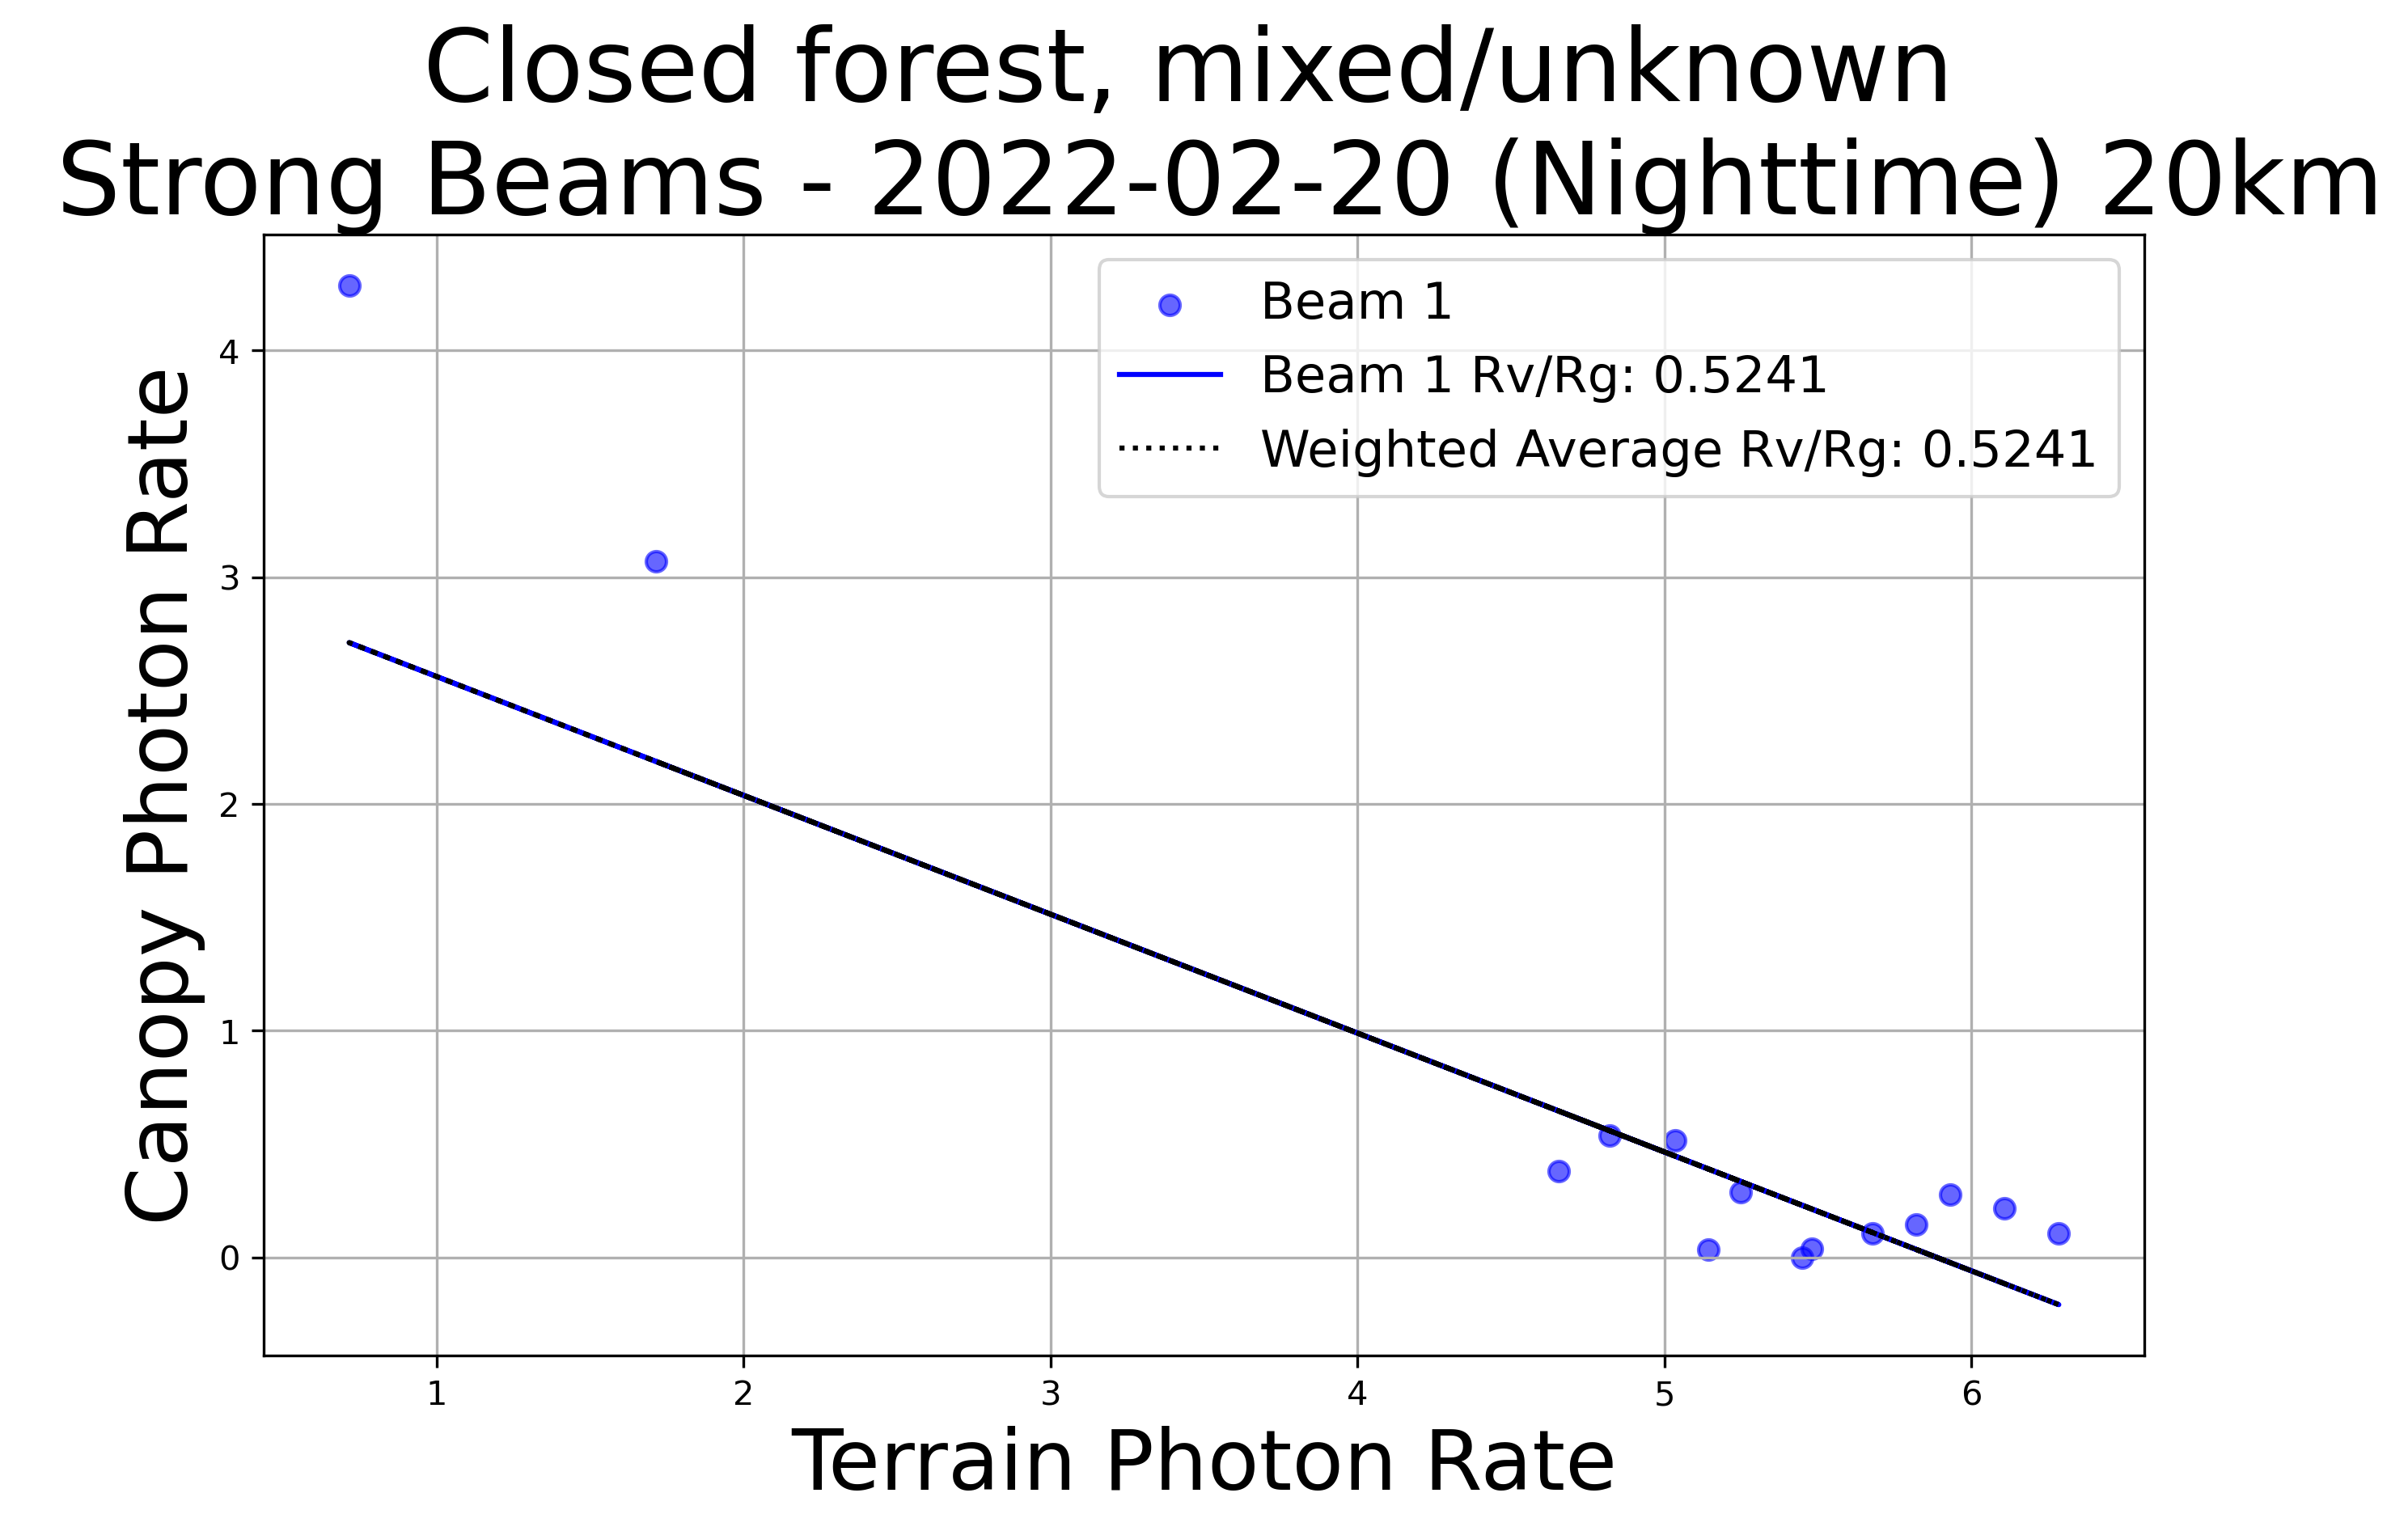 Closed forest, mixed/unknown
Strong Beams - 2022-02-20 (Nighttime) 20km
Beam 1
Beam 1 Rv/Rg: 0.5241
Weighted Average Rv/Rg: 0.5241
Canopy Photon Rate
4
3
2
1
0
1 2 3 4 5 6
Terrain Photon Rate